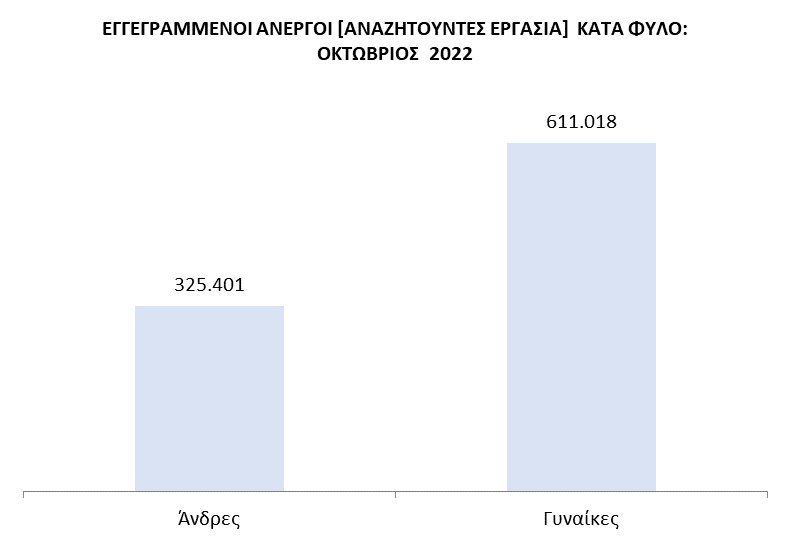 ΕΓΓΕΓΡΑΜΜΕΝΟΙ ΑΝΕΡΓΟΙ [ΑΝΑΖΗΤΟΥΝΤΕΣ ΕΡΓΑΣΙΑ] ΚΑΤΑ ΦΥΛΟ:
ΟΚΤΩΒΡΙΟΣ 2022
611.018
325.401
Άνδρες
Γυναίκες